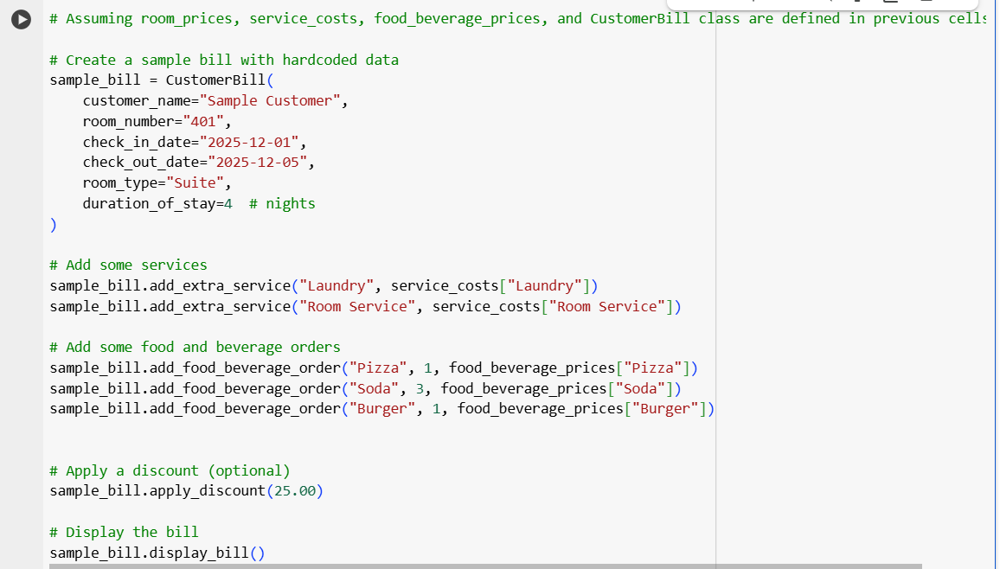 # Assuming room_prices, service_costs, food_beverage_prices, and CustomerBill class are defined in previous cells
# Create a sample bill with hardcoded data
sample_bill = CustomerBill(
    customer_name="Sample Customer",
    room_number="401",
    check_in_date="2025-12-01",
    check_out_date="2025-12-05",
    room_type="Suite",
    duration_of_stay=4  # nights
)
# Add some services
sample_bill.add_extra_service("Laundry", service_costs["Laundry"])
sample_bill.add_extra_service("Room Service", service_costs["Room Service"])
# Add some food and beverage orders
sample_bill.add_food_beverage_order("Pizza", 1, food_beverage_prices["Pizza"])
sample_bill.add_food_beverage_order("Soda", 3, food_beverage_prices["Soda"])
sample_bill.add_food_beverage_order("Burger", 1, food_beverage_prices["Burger"])
# Apply a discount (optional)
sample_bill.apply_discount(25.00)
# Display the bill
sample_bill.display_bill()